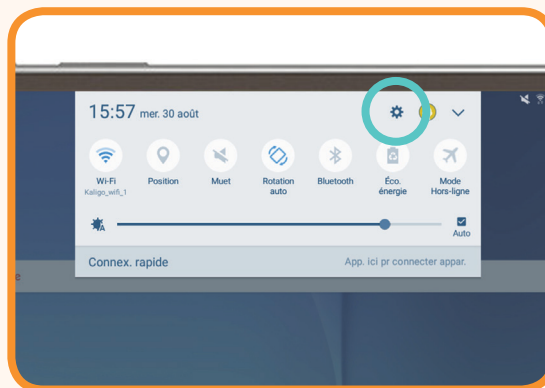 15:57 mer. 30 août
Wi-Fi
Kaligo_wifi_1
Position
Muet
Rotation
auto
Bluetooth
Éco.
énergie
Mode
Hors-ligne
A
Auto
Connex. rapide
App. ici pr connecter appar.
e